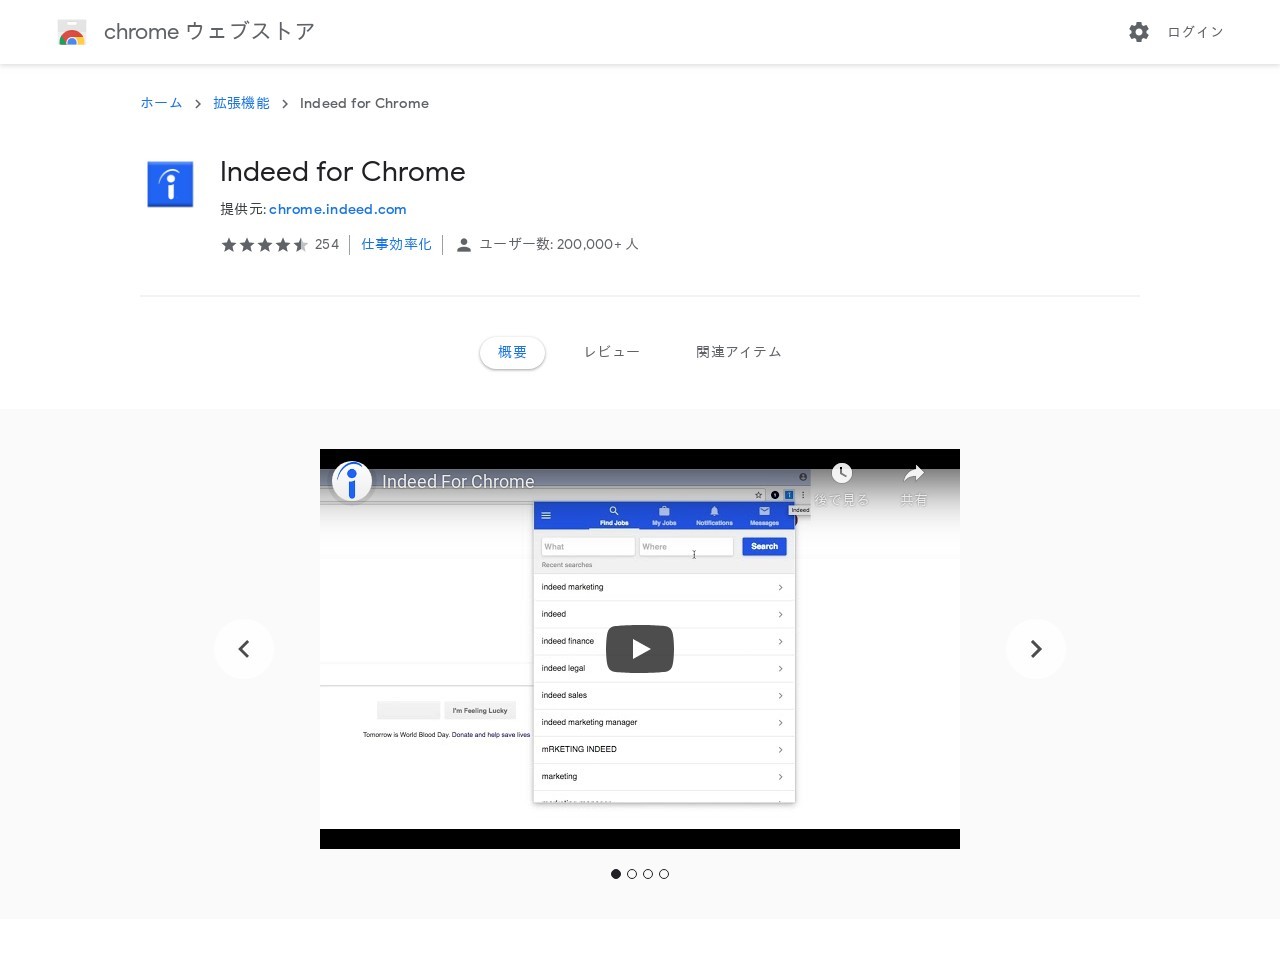 chrome ウェブストア
ログイン
ホーム
拡張機能
Indeed for Chrome
Indeed for Chrome
提供元: chrome.indeed.com
254
仕事効率化
ユーザー数: 200,000+ 人
概要
レビュー
関連アイテム
Indeed For Chrome
後で見る
共有
Indeed
Find Jobs
My Jobs
Notifications
Messages
What
Where
Search
Recent searches
indeed marketing
indeed
indeed finance
indeed legal
indeed sales
indeed marketing manager
mRKETING INDEED
marketing
I'm Feeling Lucky
Tomorrow is World Blood Day. Donate and help save lives